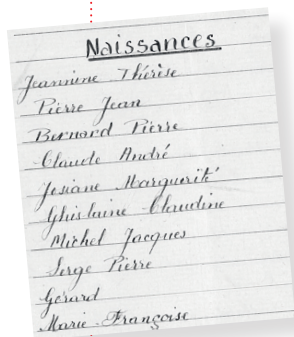 Naissances
Jeannine Thérèse
Pierre Jean
Bernard Pierre
Claude André
Josiane Marguerite
Ghislaine Claudine
Michel Jacques
Serge Pierre
Gérard
Marie-Françoise